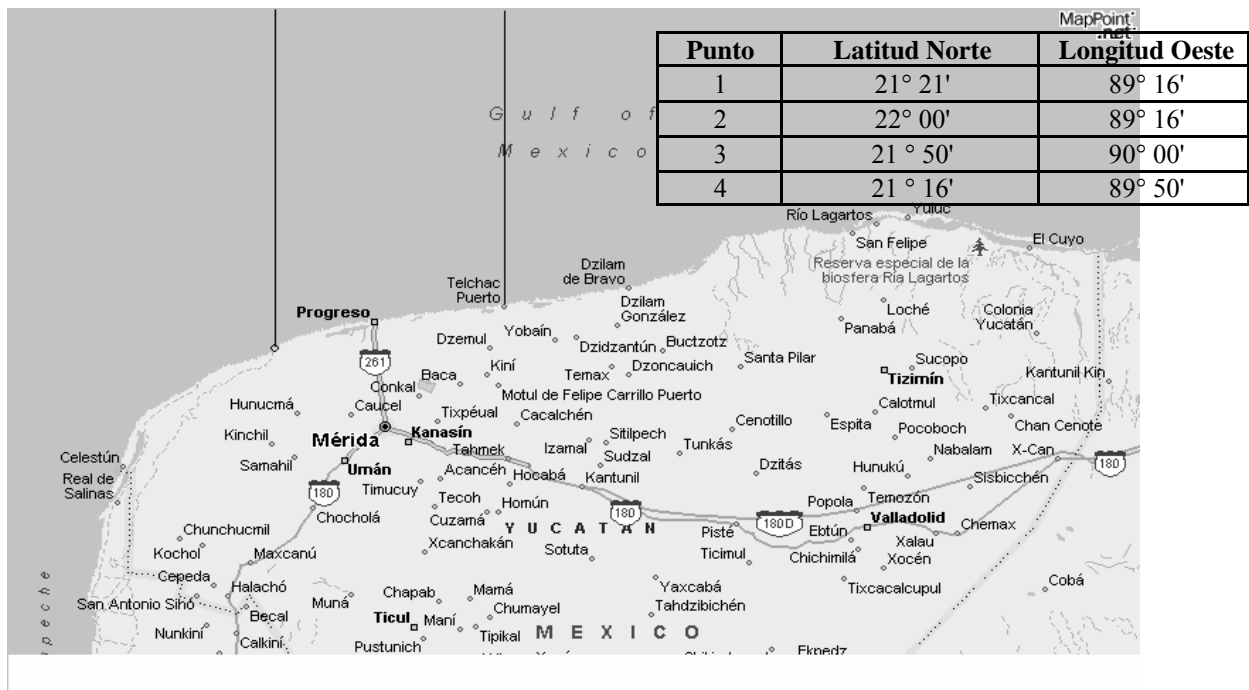 MapPoint
.net
Punto Latitud Norte Longitud Oeste
1 21° 21' 89° 16'
2 22° 00' 89° 16'
3 21 ° 50' 90° 00'
4 21 ° 16' 89° 50'
Gulf of
Mexico
Río Lagartos
San Felipe
El Cuyo
Reserva especial de la
biosfera Ria Lagartos
Dzilam
de Bravo
Telchac
Puerto
Progreso
Dzilam
González
Loché
Colonia
Yucatán
Panabá
Dzemul
Yobaín
Dzidzantún
Buctzotz
261
Kiní
Temax
Dzoncauich
Santa Pilar
Sucopo
Baca
Tizimín
Kantunil Kin
Conkal
Motul de Felipe Carrillo Puerto
Hunucmá
Caucel
Tixpéual
Cacalchén
Calotmul
Tixcancal
Cenotillo
Espita
Pocoboch
Chan Cenote
Kinchil
Mérida
Kanasín
Sitilpech
Izamal
Tunkás
Tahmek
Sudzal
Nabalam
X-Can
Celestún
Samahil
Umán
Acancéh
Hocabá
Kantunil
Dzitás
Hunukú
180
Real de
Salinas
180
Timucuy
Sisbicchén
Tecoh
Homún
Popola
Temozón
Chocholá
Cuzamá
180
180D
Ebtún
Valladolid
Chemax
Chunchucmil
YUCATÁN
Pisté
Xalau
Kochol
Maxcanú
Xcanchakán
Sotuta
Ticimul
Chichimilá
Xocén
Cepeda
Halachó
Yaxcabá
Tixcacalcupul
Cobá
San Antonio Sihó
Muná
Chapab
Mamá
Tahdzibichén
Becal
Ticul
Maní
Chumayel
Nunkiní
Calkiní
Pustunich
Tipikal
MEXICO
peche